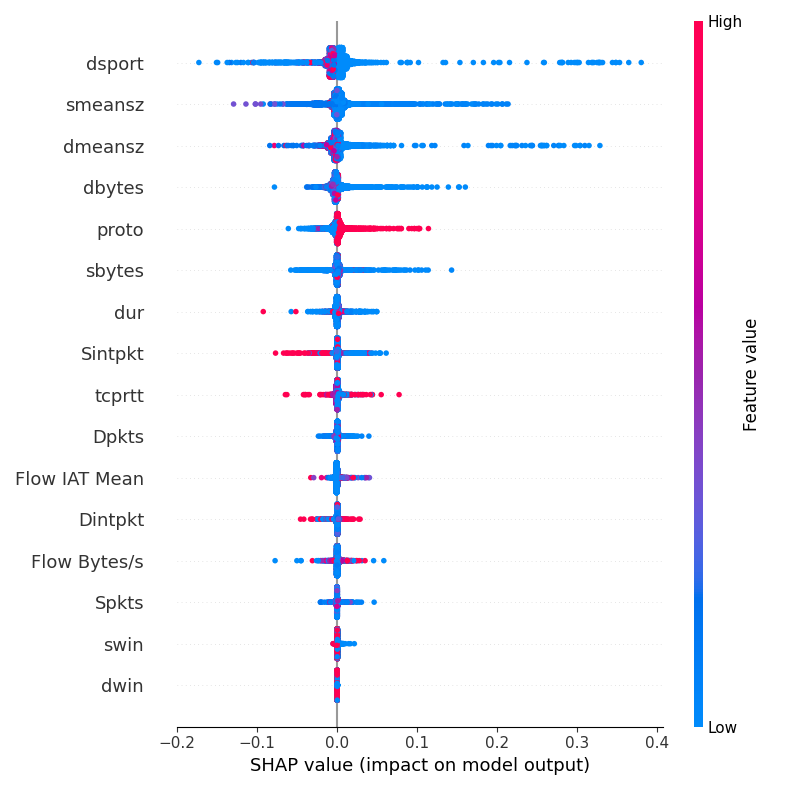 High
dsport
smeansz
dmeansz
dbytes
proto
sbytes
dur
Sintpkt
tcprtt
Dpkts
Flow IAT Mean
Dintpkt
Flow Bytes/s
Spkts
swin
dwin
Feature value
Low
−0.2 −0.1 0.0 0.1 0.2 0.3 0.4
SHAP value (impact on model output)